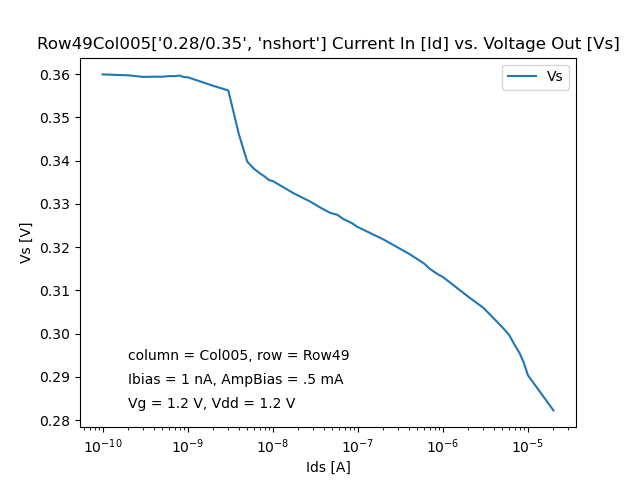 Row49Col005['0.28/0.35', 'nshort'] Current In [Id] vs. Voltage Out [Vs]
Vs
0.36
0.35
0.34
0.33
0.32
0.31
0.30
0.29
0.28
Vs [V]
column = Col005, row = Row49
Ibias = 1 nA, AmpBias = .5 mA
Vg = 1.2 V, Vdd = 1.2 V
10⁻¹⁰ 10⁻⁹ 10⁻⁸ 10⁻⁷ 10⁻⁶ 10⁻⁵
Ids [A]